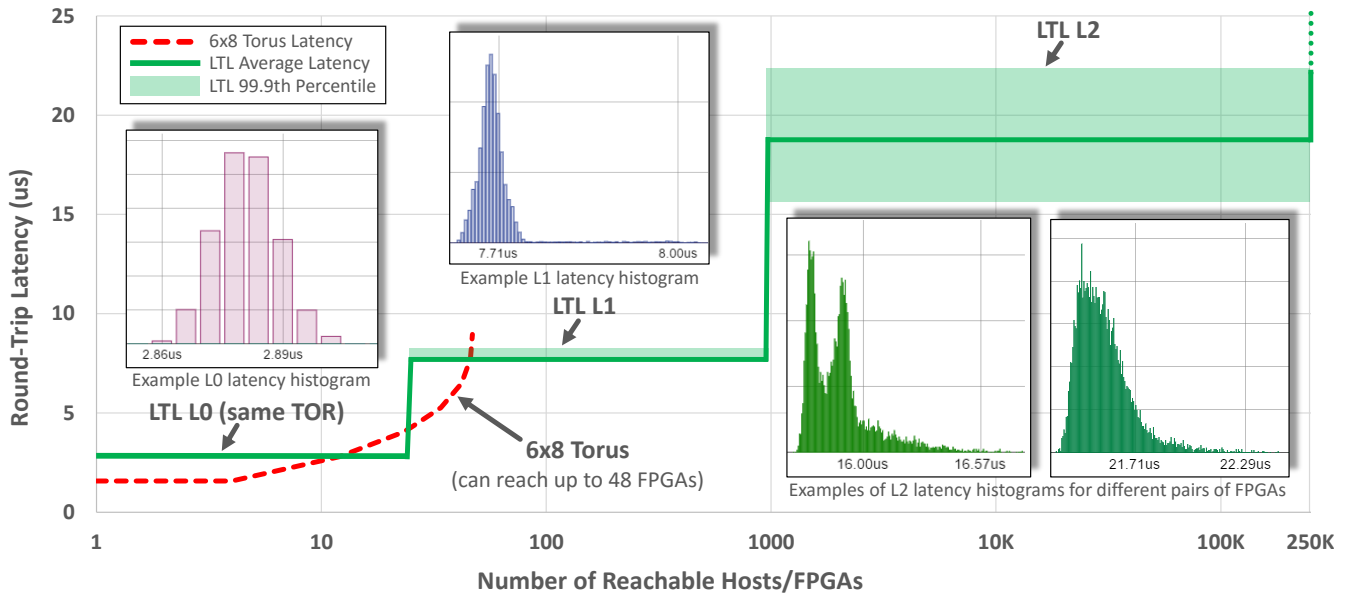 25
20
15
10
5
0
Round-Trip Latency (us)
6x8 Torus Latency
LTL Average Latency
LTL 99.9th Percentile
2.86us 2.89us
Example L0 latency histogram
LTL L0 (same TOR)
7.71us 8.00us
Example L1 latency histogram
LTL L1
6x8 Torus
(can reach up to 48 FPGAs)
LTL L2
16.00us 16.57us
21.71us 22.29us
Examples of L2 latency histograms for different pairs of FPGAs
1 10 100 1000 10K 100K 250K
Number of Reachable Hosts/FPGAs